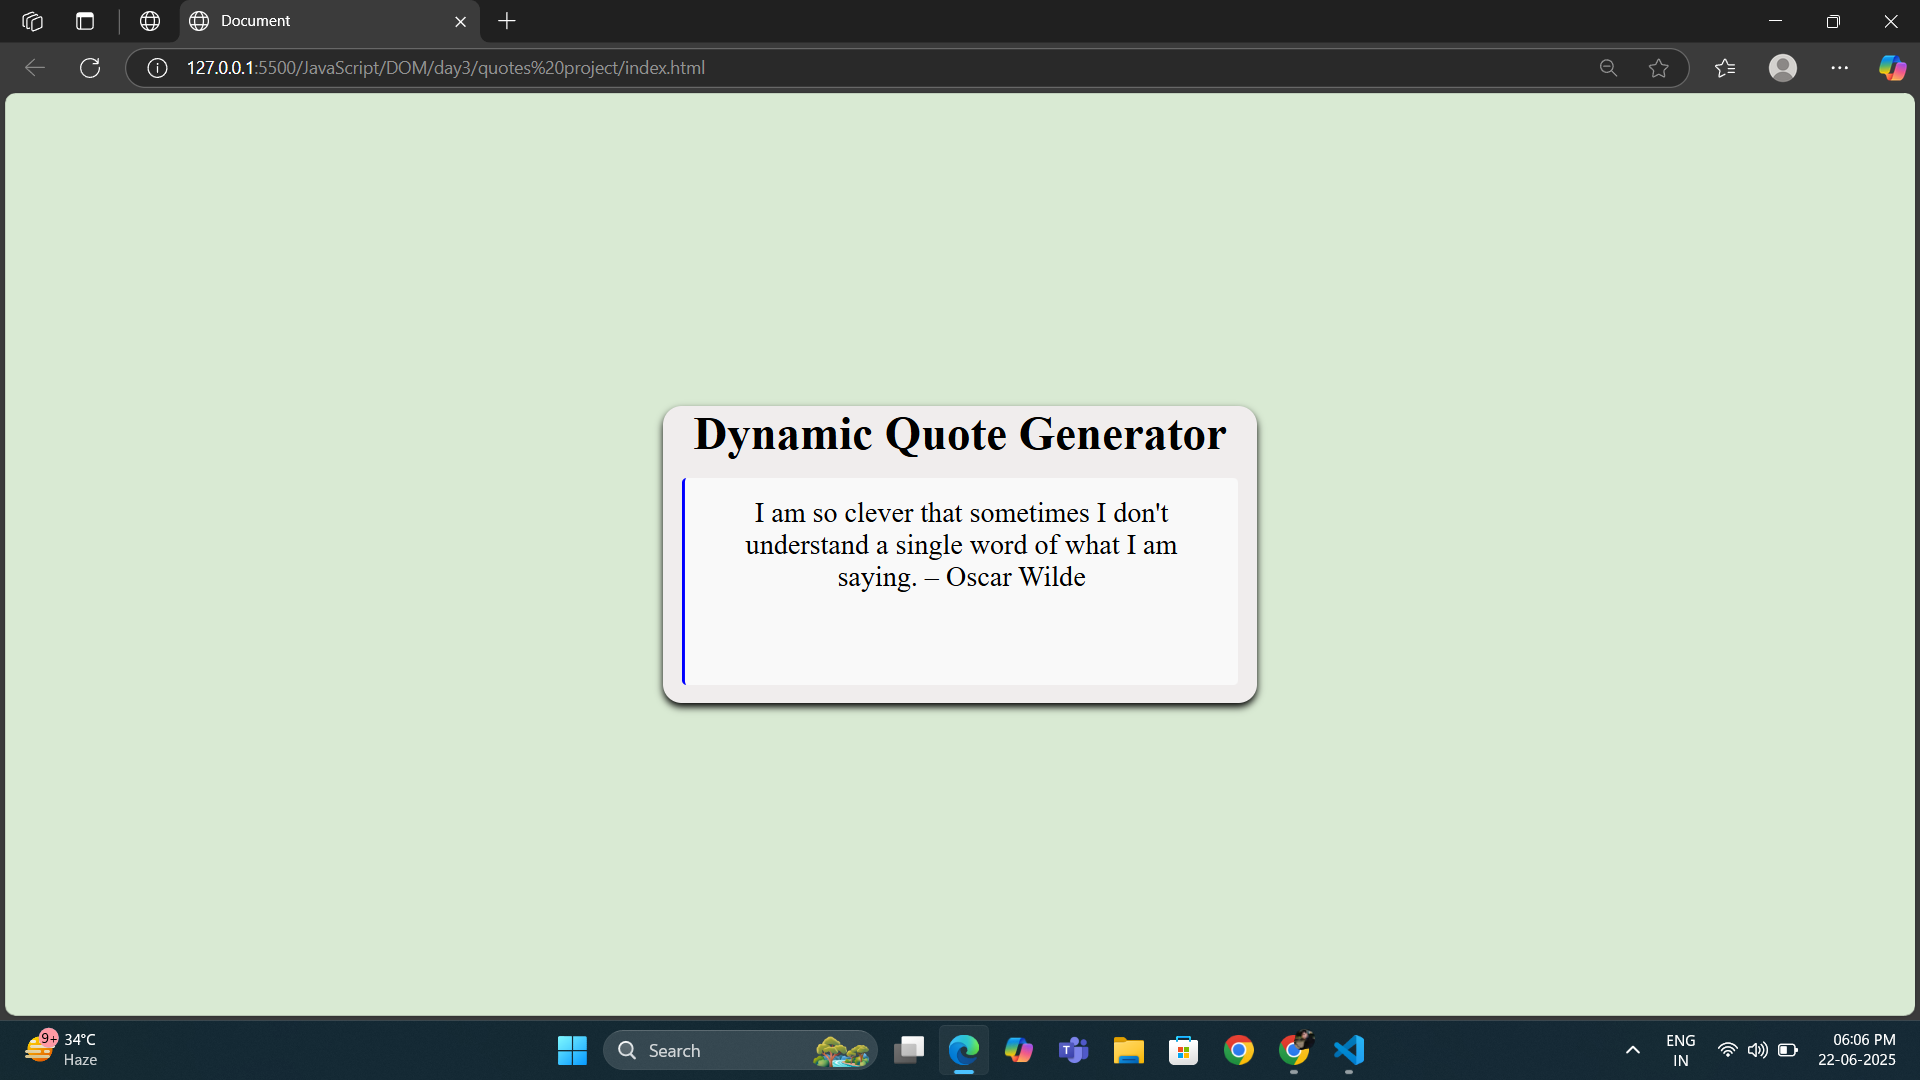 Document
127.0.0.1:5500/JavaScript/DOM/day3/quotes%20project/index.html
Dynamic Quote Generator
I am so clever that sometimes I don't
understand a single word of what I am
saying. – Oscar Wilde
9+
34°C
Haze
Search
T
ENG
IN
06:06 PM
22-06-2025